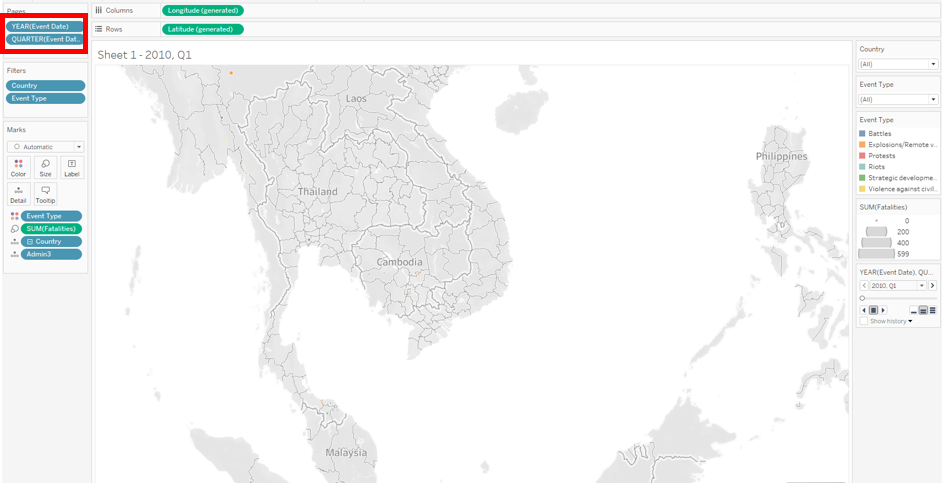 Pages
YEAR(Event Date)
QUARTER(Event Dat..
Columns
Longitude (generated)
Rows
Latitude (generated)
Sheet 1 - 2010, Q1
Filters
Country
Event Type
Marks
Automatic
Color
Size
Label
Detail
Tooltip
Event Type
SUM(Fatalities)
Country
Admin3
Laos
Thailand
Cambodia
Philippines
Malaysia
Country
(All)
Event Type
(All)
Event Type
Battles
Explosions/Remote v...
Protests
Riots
Strategic developme...
Violence against civil...
SUM(Fatalities)
0
200
400
599
YEAR(Event Date), QU...
2010, Q1
Show history